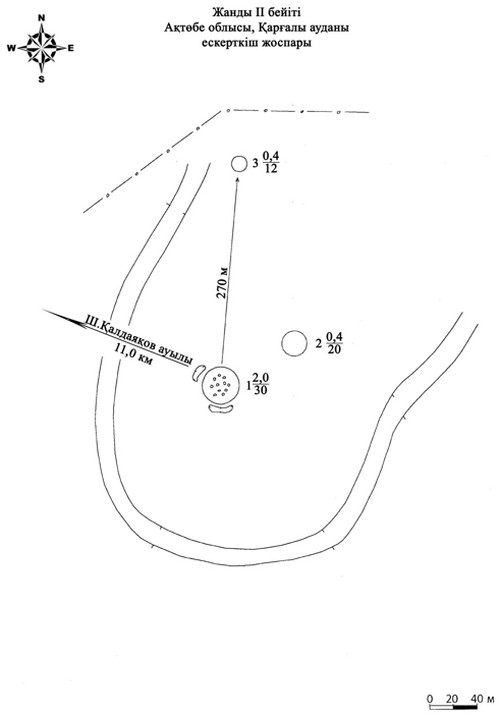 Жанды II бейіті
Ақтөбе облысы, Қарғалы ауданы
ескерткіш жоспары
N
W E
S
3 0,4
12
270 м
Ш.Қалдаяқов ауылы
11,0 км
2 0,4
20
1 2,0
30
0 20 40 м